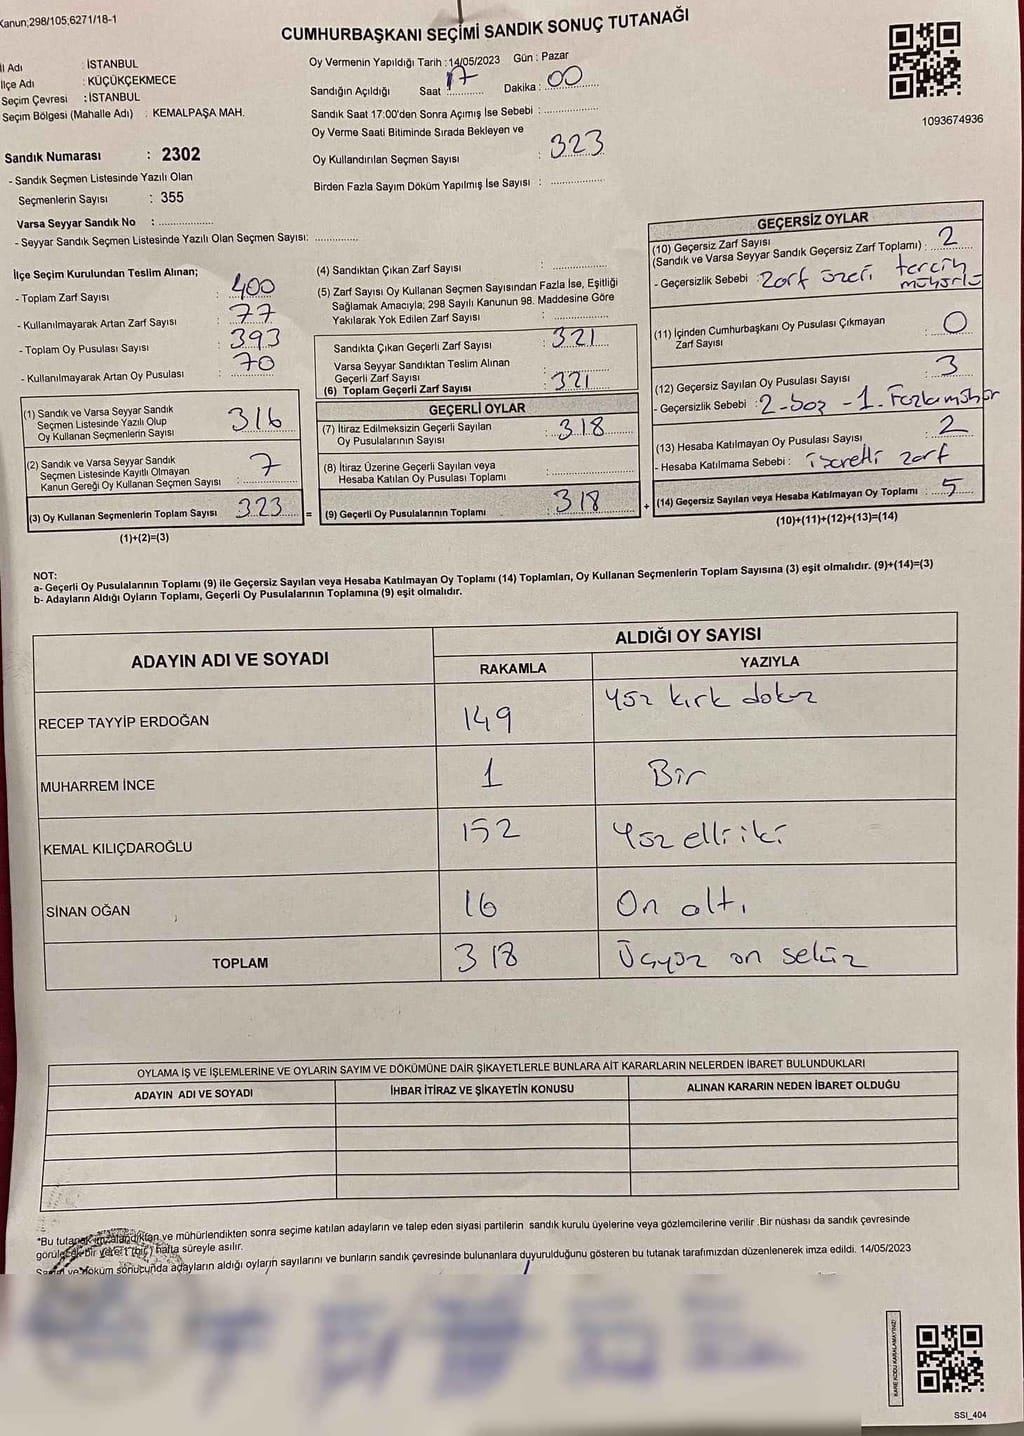 Kanun;298/105;6271/18-1
CUMHURBAŞKANI SEÇİMİ SANDIK SONUÇ TUTANAĞI
İl Adı : İSTANBUL
İlçe Adı : KÜÇÜKÇEKMECE
Seçim Çevresi : İSTANBUL
Seçim Bölgesi (Mahalle Adı) : KEMALPAŞA MAH.
Sandık Numarası : 2302
- Sandık Seçmen Listesinde Yazılı Olan
Seçmenlerin Sayısı : 355
Varsa Seyyar Sandık No : ................
- Seyyar Sandık Seçmen Listesinde Yazılı Olan Seçmen Sayısı: ............
Oy Vermenin Yapıldığı Tarih : 14/05/2023 Gün : Pazar
Sandığın Açıldığı Saat : 17 Dakika : 00
Sandık Saat 17:00'den Sonra Açımış İse Sebebi : ................
Oy Verme Saati Bitiminde Sırada Bekleyen ve
Oy Kullandırılan Seçmen Sayısı : 323
Birden Fazla Sayım Döküm Yapılmış İse Sayısı : ................
1093674936
İlçe Seçim Kurulundan Teslim Alınan;
- Toplam Zarf Sayısı : 400
- Kullanılmayarak Artan Zarf Sayısı : 77
- Toplam Oy Pusulası Sayısı : 393
- Kullanılmayarak Artan Oy Pusulası : 70
(1) Sandık ve Varsa Seyyar Sandık
Seçmen Listesinde Yazılı Olup
Oy Kullanan Seçmenlerin Sayısı 316
(2) Sandık ve Varsa Seyyar Sandık
Seçmen Listesinde Kayıtlı Olmayan
Kanun Gereği Oy Kullanan Seçmen Sayısı : 7
(3) Oy Kullanan Seçmenlerin Toplam Sayısı 323 =
(1)+(2)=(3)
(4) Sandıktan Çıkan Zarf Sayısı : ................
(5) Zarf Sayısı Oy Kullanan Seçmen Sayısından Fazla İse, Eşitliği
Sağlamak Amacıyla; 298 Sayılı Kanunun 98. Maddesine Göre
Yakılarak Yok Edilen Zarf Sayısı : ................
Sandıkta Çıkan Geçerli Zarf Sayısı : 321
Varsa Seyyar Sandıktan Teslim Alınan
Geçerli Zarf Sayısı
(6) Toplam Geçerli Zarf Sayısı : 321
GEÇERLİ OYLAR
(7) İtiraz Edilmeksizin Geçerli Sayılan
Oy Pusulalarının Sayısı : 318
(8) İtiraz Üzerine Geçerli Sayılan veya
Hesaba Katılan Oy Pusulası Toplamı : ................
(9) Geçerli Oy Pusulalarının Toplamı : 318 +
GEÇERSİZ OYLAR
(10) Geçersiz Zarf Sayısı
(Sandık ve Varsa Seyyar Sandık Geçersiz Zarf Toplamı) : 2
- Geçersizlik Sebebi : Zarf üzeri tercih
mühürlü
(11) İçinden Cumhurbaşkanı Oy Pusulası Çıkmayan
Zarf Sayısı : 0
(12) Geçersiz Sayılan Oy Pusulası Sayısı : 3
- Geçersizlik Sebebi : 2-boş -1.Fazla mühür
(13) Hesaba Katılmayan Oy Pusulası Sayısı : 2
- Hesaba Katılmama Sebebi : işaretli zarf
(14) Geçersiz Sayılan veya Hesaba Katılmayan Oy Toplamı : 5
(10)+(11)+(12)+(13)=(14)
NOT:
a- Geçerli Oy Pusulalarının Toplamı (9) ile Geçersiz Sayılan veya Hesaba Katılmayan Oy Toplamı (14) Toplamları, Oy Kullanan Seçmenlerin Toplam Sayısına (3) eşit olmalıdır. (9)+(14)=(3)
b- Adayların Aldığı Oyların Toplamı, Geçerli Oy Pusulalarının Toplamına (9) eşit olmalıdır.
ADAYIN ADI VE SOYADI
ALDIĞI OY SAYISI
RAKAMLA YAZIYLA
RECEP TAYYİP ERDOĞAN 149 Yüz kırk dokuz
MUHARREM İNCE 1 Bir
KEMAL KILIÇDAROĞLU 152 Yüz elli iki
SİNAN OĞAN 16 On altı
TOPLAM 318 Üçyüz on sekiz
OYLAMA İŞ VE İŞLEMLERİNE VE OYLARIN SAYIM VE DÖKÜMÜNE DAİR ŞİKAYETLERLE BUNLARA AİT KARARLARIN NELERDEN İBARET BULUNDUKLARI
ADAYIN ADI VE SOYADI İHBAR İTİRAZ VE ŞİKAYETİN KONUSU ALINAN KARARIN NEDEN İBARET OLDUĞU
"Bu tutanak imzalandıktan ve mühürlendikten sonra seçime katılan adayların ve talep eden siyasi partilerin sandık kurulu üyelerine veya gözlemcilerine verilir .Bir nüshası da sandık çevresinde
görülecek bir yere 1 (bir) hafta süreyle asılır.
Sayım ve döküm sonucunda adayların aldığı oyların sayılarını ve bunların sandık çevresinde bulunanlara duyurulduğunu gösteren bu tutanak tarafımızdan düzenlenerek imza edildi. 14/05/2023
KARE KODU KARALAMAYINIZ!
SSI_404